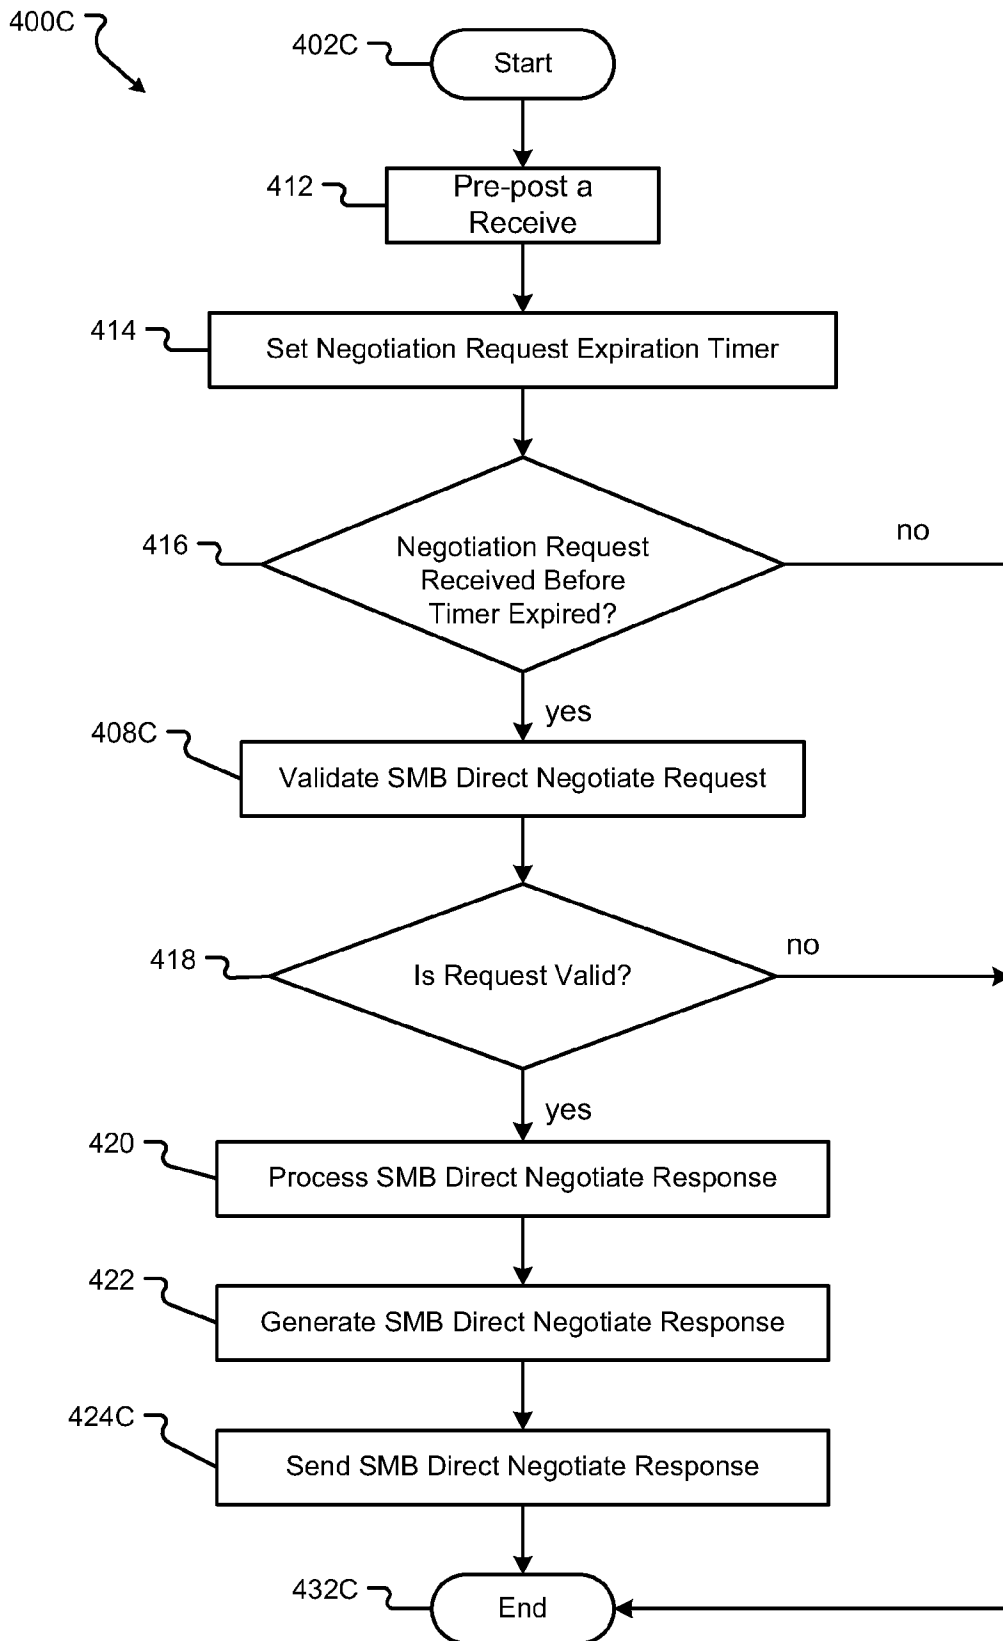 400C
402C
Start
412
Pre-post a
Receive
414
Set Negotiation Request Expiration Timer
416
Negotiation Request
Received Before
Timer Expired?
no
yes
408C
Validate SMB Direct Negotiate Request
418
Is Request Valid?
no
yes
420
Process SMB Direct Negotiate Response
422
Generate SMB Direct Negotiate Response
424C
Send SMB Direct Negotiate Response
432C
End